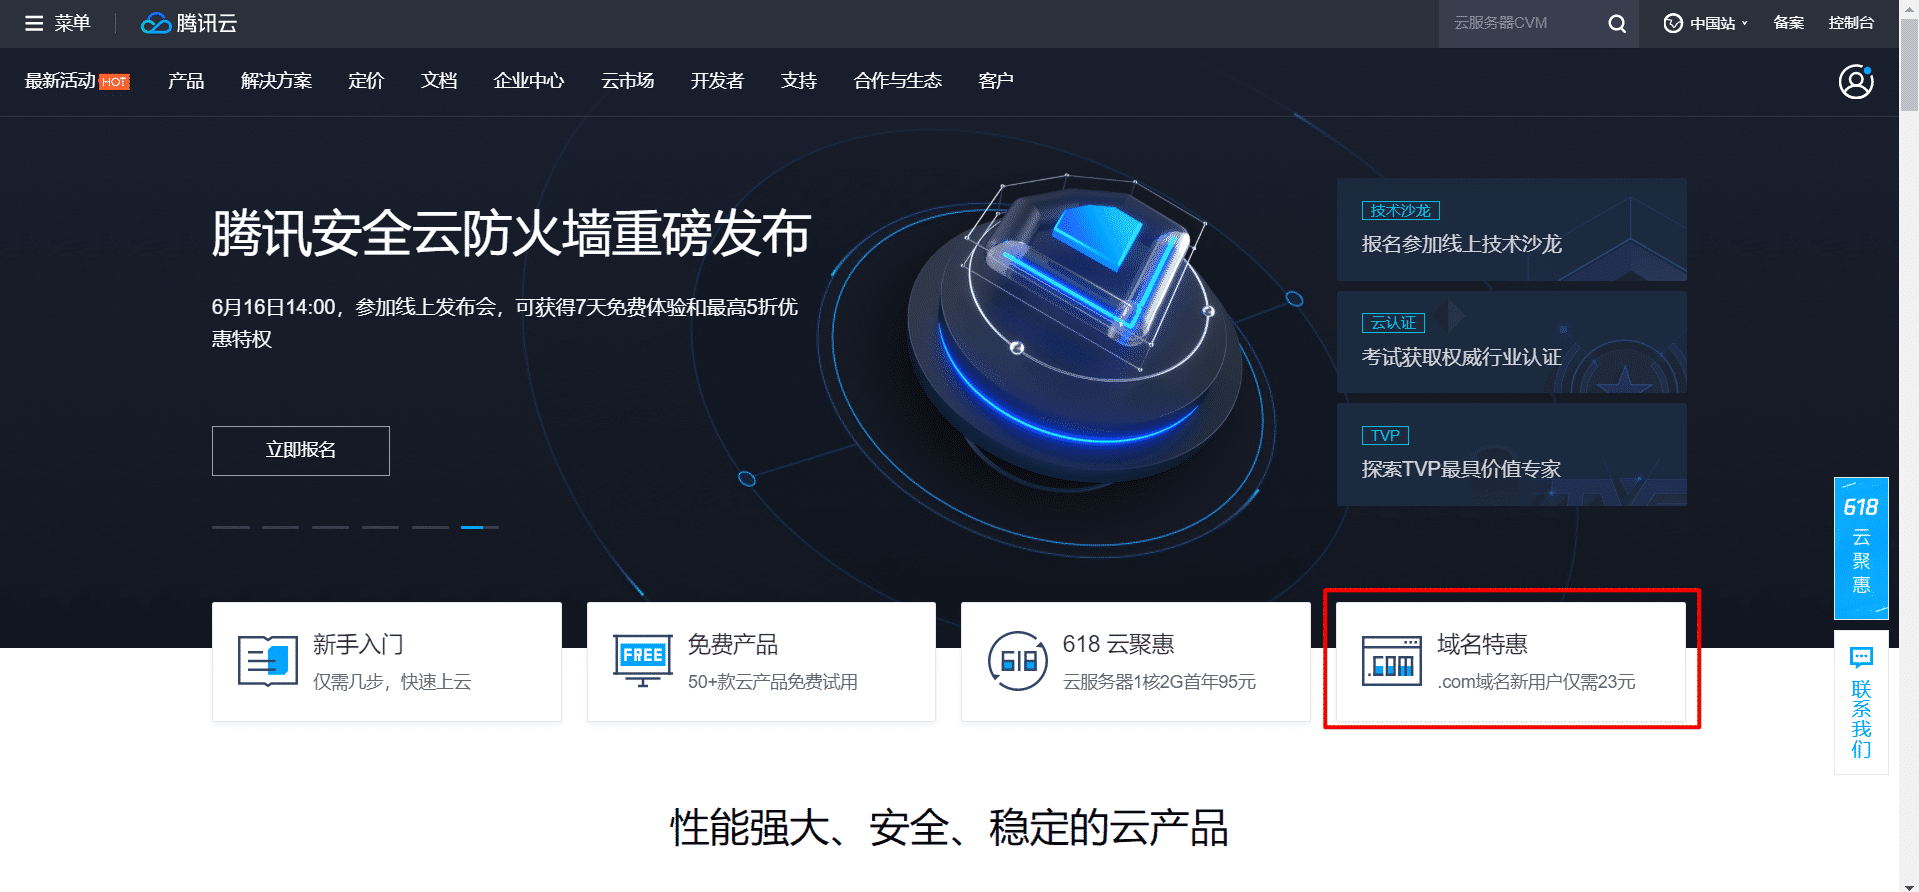 菜单
腾讯云
云服务器CVM
中国站
备案
控制台
最新活动 HOT
产品
解决方案
定价
文档
企业中心
云市场
开发者
支持
合作与生态
客户
腾讯安全云防火墙重磅发布
6月16日14:00，参加线上发布会，可获得7天免费体验和最高5折优
惠特权
立即报名
技术沙龙
报名参加线上技术沙龙
云认证
考试获取权威行业认证
TVP
探索TVP最具价值专家
618
云
聚
惠
联
系
我
们
新手入门
仅需几步，快速上云
FREE
免费产品
50+款云产品免费试用
618
618 云聚惠
云服务器1核2G首年95元
.com
域名特惠
.com域名新用户仅需23元
性能强大、安全、稳定的云产品